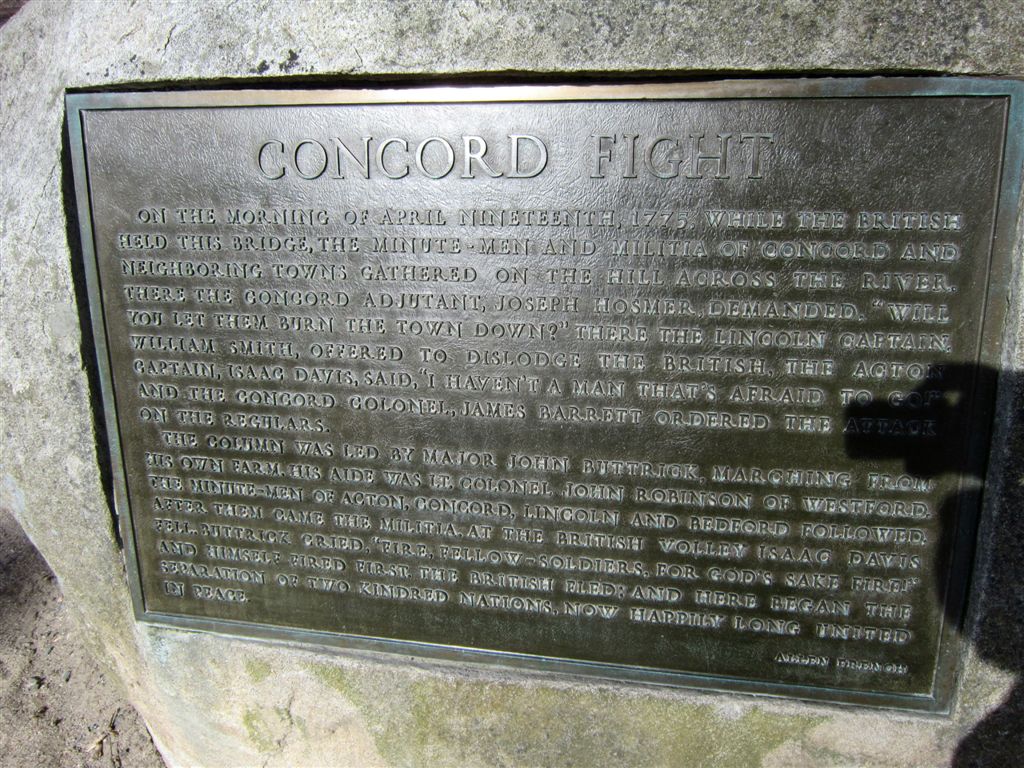 CONCORD FIGHT
ON THE MORNING OF APRIL NINETEENTH, 1775, WHILE THE BRITISH
HELD THIS BRIDGE, THE MINUTE-MEN AND MILITIA OF CONCORD AND
NEIGHBORING TOWNS GATHERED ON THE HILL ACROSS THE RIVER.
THERE THE CONCORD ADJUTANT, JOSEPH HOSMER, DEMANDED, "WILL
YOU LET THEM BURN THE TOWN DOWN?" THERE THE LINCOLN CAPTAIN,
WILLIAM SMITH, OFFERED TO DISLODGE THE BRITISH, THE ACTON
CAPTAIN, ISAAC DAVIS, SAID, "I HAVEN'T A MAN THAT'S AFRAID TO GO!"
AND THE CONCORD COLONEL, JAMES BARRETT ORDERED THE ATTACK
ON THE REGULARS.
THE COLUMN WAS LED BY MAJOR JOHN BUTTRICK, MARCHING FROM
HIS OWN FARM. HIS AIDE WAS LT. COLONEL JOHN ROBINSON OF WESTFORD.
THE MINUTE-MEN OF ACTON, CONCORD, LINCOLN AND BEDFORD FOLLOWED.
AFTER THEM CAME THE MILITIA. AT THE BRITISH VOLLEY ISAAC DAVIS
FELL. BUTTRICK CRIED, "FIRE, FELLOW-SOLDIERS, FOR GOD'S SAKE FIRE!"
AND HIMSELF FIRED FIRST. THE BRITISH FLED: AND HERE BEGAN THE
SEPARATION OF TWO KINDRED NATIONS, NOW HAPPILY LONG UNITED
IN PEACE.
ALLEN FRENCH